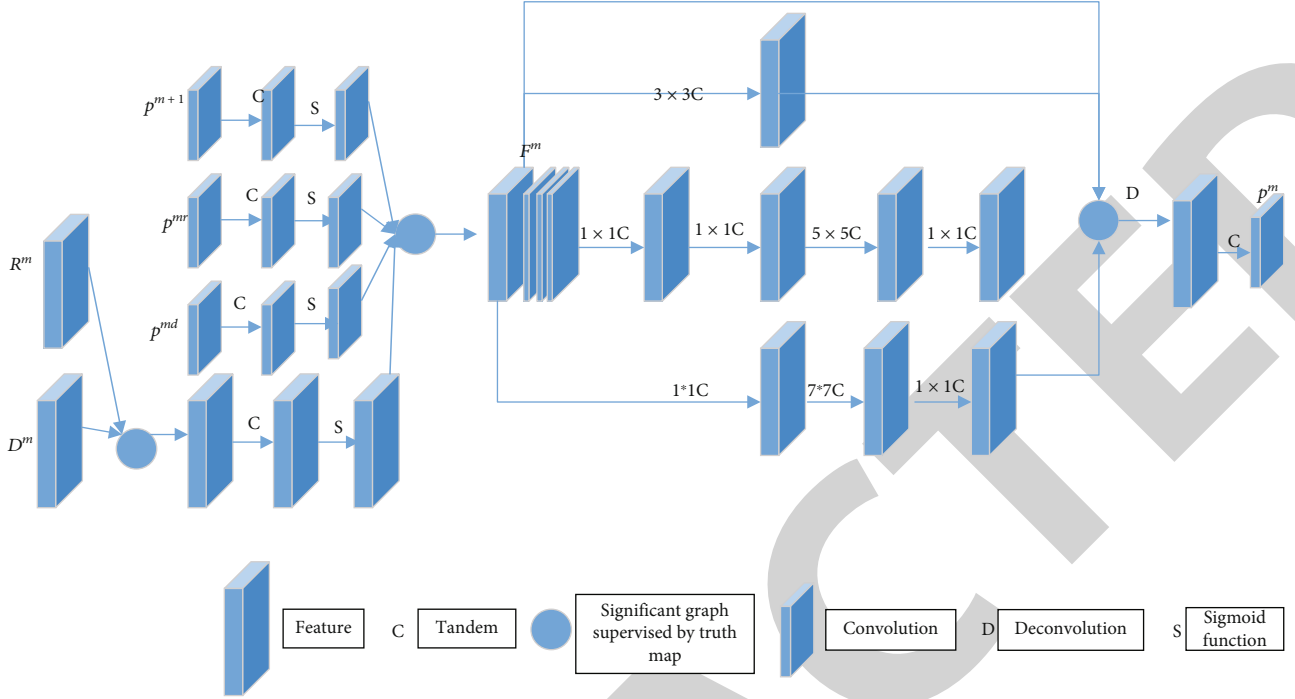 p^{m+1}
C
S
3 × 3C
F^m
p^{mr}
C
S
1 × 1C
1 × 1C
5 × 5C
1 × 1C
D
p^m
C
R^m
p^{md}
C
S
D^m
C
S
1*1C
7*7C
1 × 1C
Feature
C
Tandem
Significant graph
supervised by truth
map
Convolution
D
Deconvolution
S
Sigmoid
function
CTED